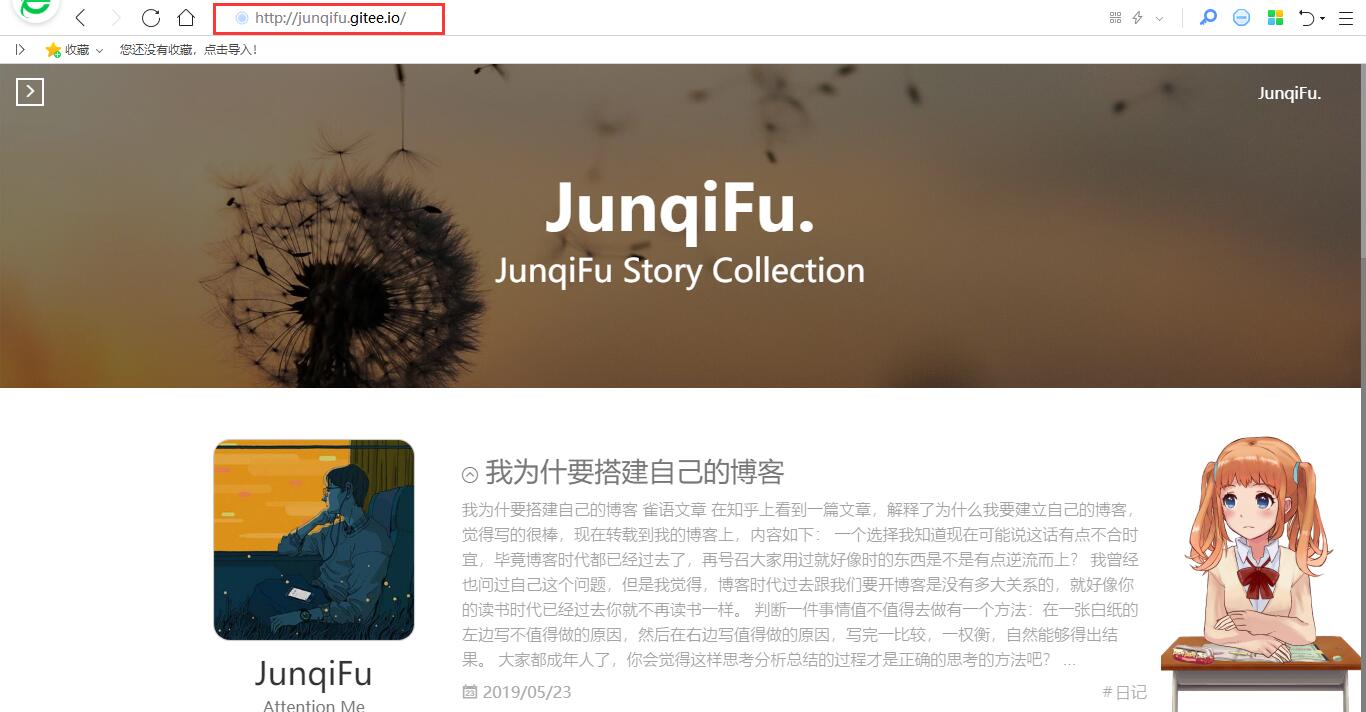 http://junqifu.gitee.io/
收藏
您还没有收藏，点击导入!
JunqiFu.
JunqiFu.
JunqiFu Story Collection
我为什要搭建自己的博客
我为什要搭建自己的博客 雀语文章 在知乎上看到一篇文章，解释了为什么我要建立自己的博客，
觉得写的很棒，现在转载到我的博客上，内容如下： 一个选择我知道现在可能说这话有点不合时
宜，毕竟博客时代都已经过去了，再号召大家用过就好像时的东西是不是有点逆流而上？ 我曾经
也问过自己这个问题，但是我觉得，博客时代过去跟我们要开博客是没有多大关系的，就好像你
的读书时代已经过去你就不再读书一样。 判断一件事情值不值得去做有一个方法：在一张白纸的
左边写不值得做的原因，然后在右边写值得做的原因，写完一比较，一权衡，自然能够得出结
果。 大家都成年人了，你会觉得这样思考分析总结的过程才是正确的思考的方法吧？ ...
2019/05/23
#日记
JunqiFu
Attention Me